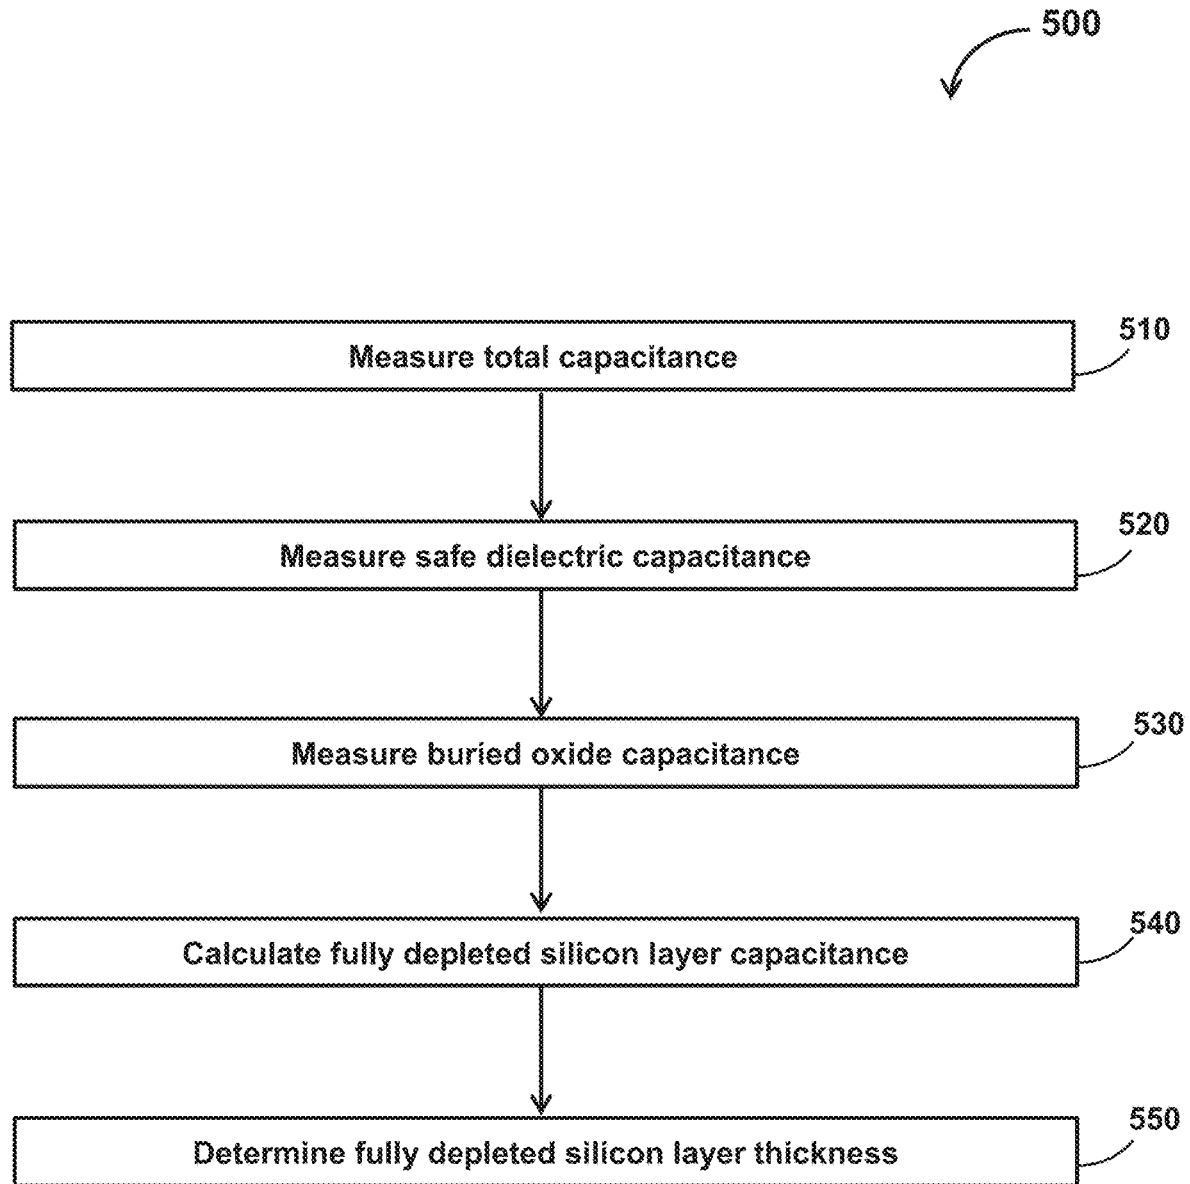 500
Measure total capacitance
510
Measure safe dielectric capacitance
520
Measure buried oxide capacitance
530
Calculate fully depleted silicon layer capacitance
540
Determine fully depleted silicon layer thickness
550